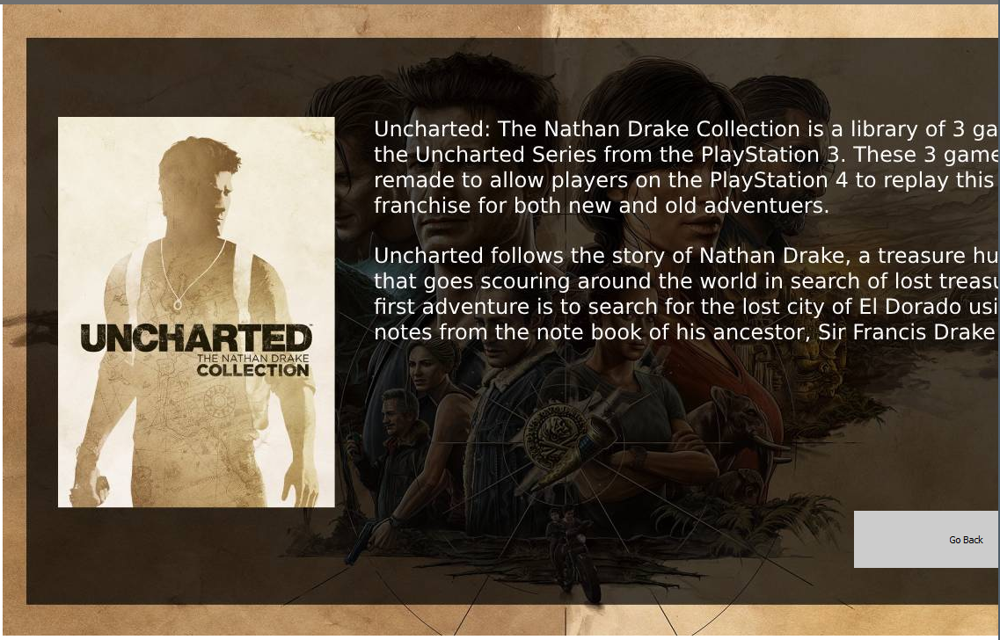 Uncharted: The Nathan Drake Collection is a library of 3 ga
the Uncharted Series from the PlayStation 3. These 3 game
remade to allow players on the PlayStation 4 to replay this
franchise for both new and old adventuers.
Uncharted follows the story of Nathan Drake, a treasure hu
that goes scouring around the world in search of lost treasu
first adventure is to search for the lost city of El Dorado usi
notes from the note book of his ancestor, Sir Francis Drake
UNCHARTED
THE NATHAN DRAKE
COLLECTION
Go Back